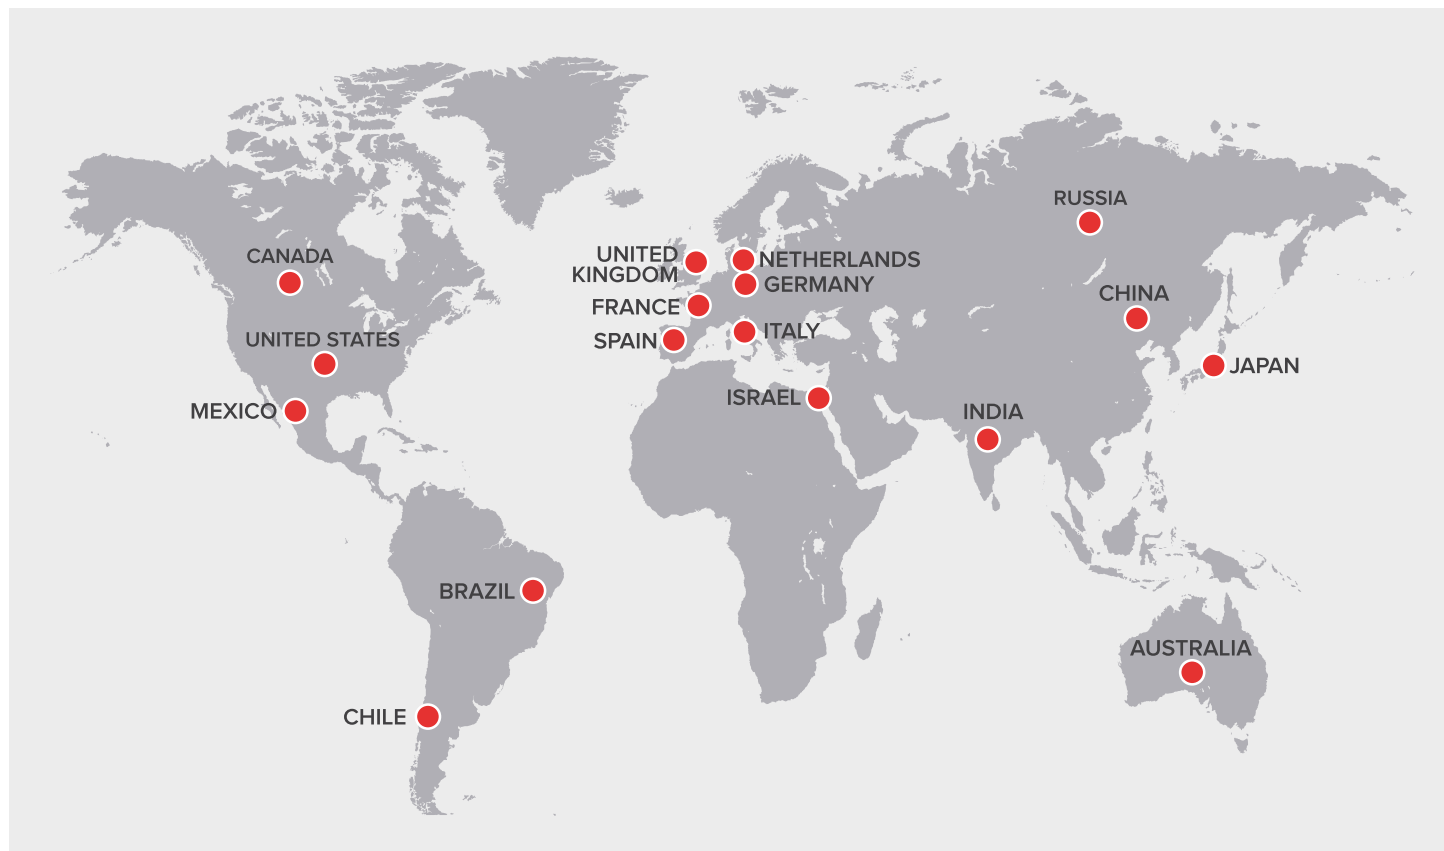 RUSSIA
CANADA
UNITED
KINGDOM
NETHERLANDS
GERMANY
CHINA
FRANCE
ITALY
UNITED STATES
SPAIN
JAPAN
ISRAEL
MEXICO
INDIA
BRAZIL
AUSTRALIA
CHILE